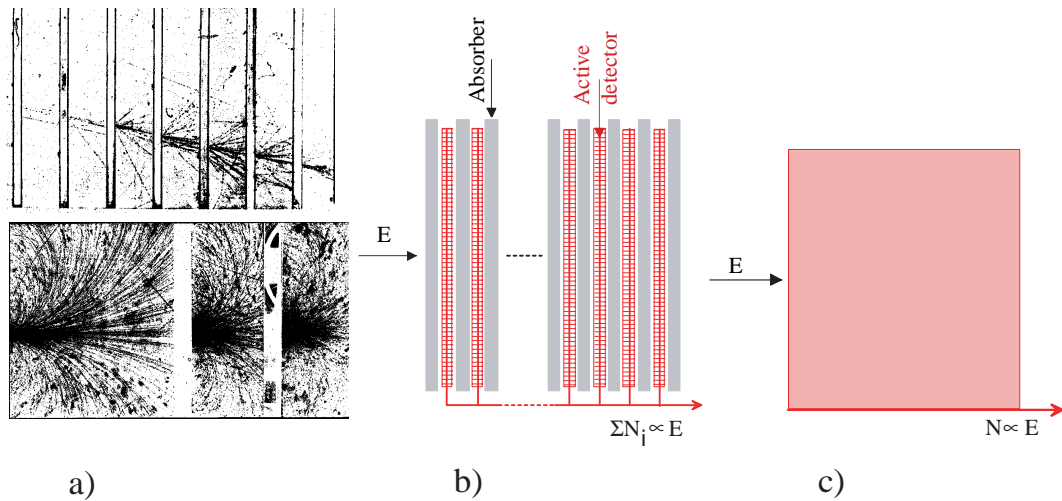 Absorber
Active
detector
E
E
ΣN_i ∝ E
N∝ E
a)
b)
c)